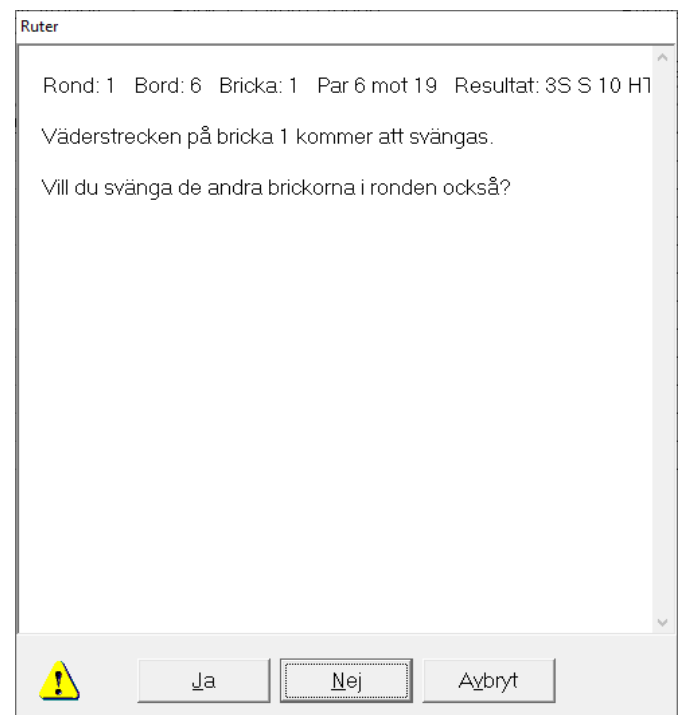 Ruter
Rond: 1 Bord: 6 Bricka: 1 Par 6 mot 19 Resultat: 3S S 10
Väderstrecken på bricka 1 kommer att svängas.
Vill du svänga de andra brickorna i ronden också?
Ja Nej Avbryt